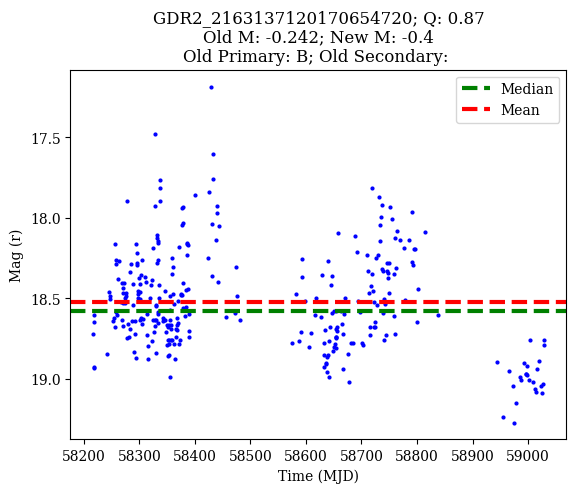 GDR2_2163137120170654720; Q: 0.87
Old M: -0.242; New M: -0.4
Old Primary: B; Old Secondary:
Median
Mean
Mag (r)
17.5
18.0
18.5
19.0
58200 58300 58400 58500 58600 58700 58800 58900 59000
Time (MJD)